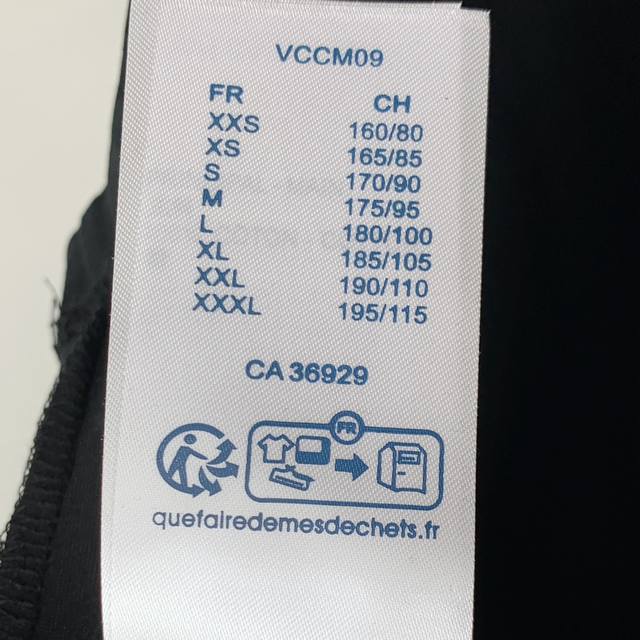 VCCM09
FR CH
XXS 160/80
XS 165/85
S 170/90
M 175/95
L 180/100
XL 185/105
XXL 190/110
XXXL 195/115
CA 36929
FR
quefairedemesdechets.fr